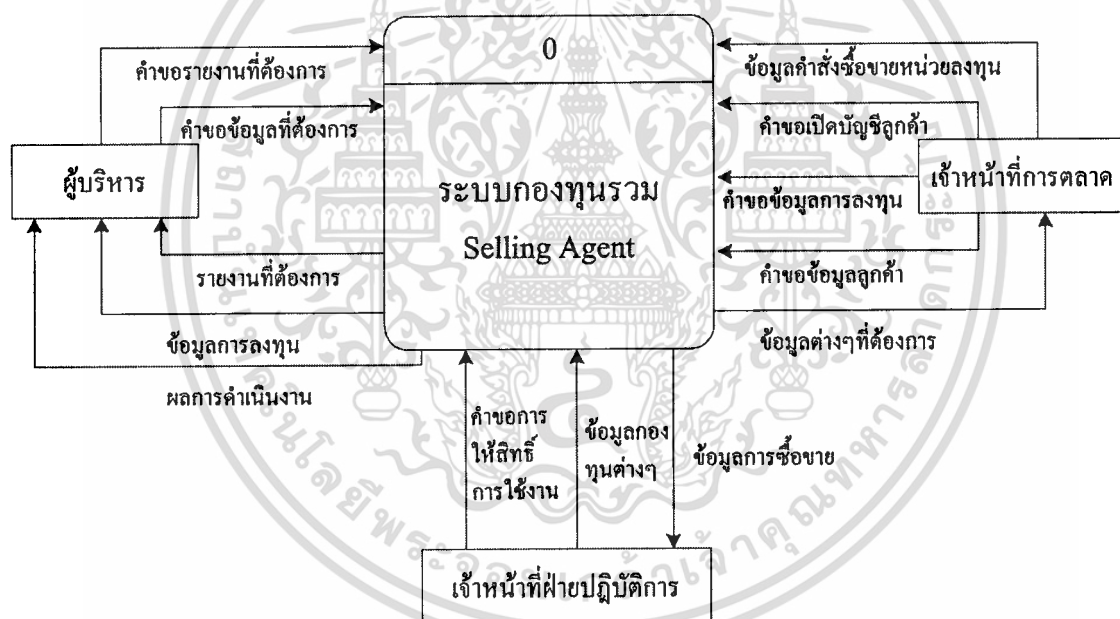 0
คำขอรายงานที่ต้องการ
ข้อมูลคำสั่งซื้อขายหน่วยลงทุน
คำขอข้อมูลที่ต้องการ
คำขอเปิดบัญชีลูกค้า
ผู้บริหาร
ระบบกองทุนรวม
Selling Agent
คำขอข้อมูลการลงทุน
เจ้าหน้าที่การตลาด
รายงานที่ต้องการ
คำขอข้อมูลลูกค้า
ข้อมูลการลงทุน
ข้อมูลต่างๆที่ต้องการ
ผลการดำเนินงาน
คำขอการ
ให้สิทธิ์
การใช้งาน
ข้อมูลกอง
ทุนต่างๆ
ข้อมูลการซื้อขาย
เจ้าหน้าที่ฝ่ายปฎิบัติการ